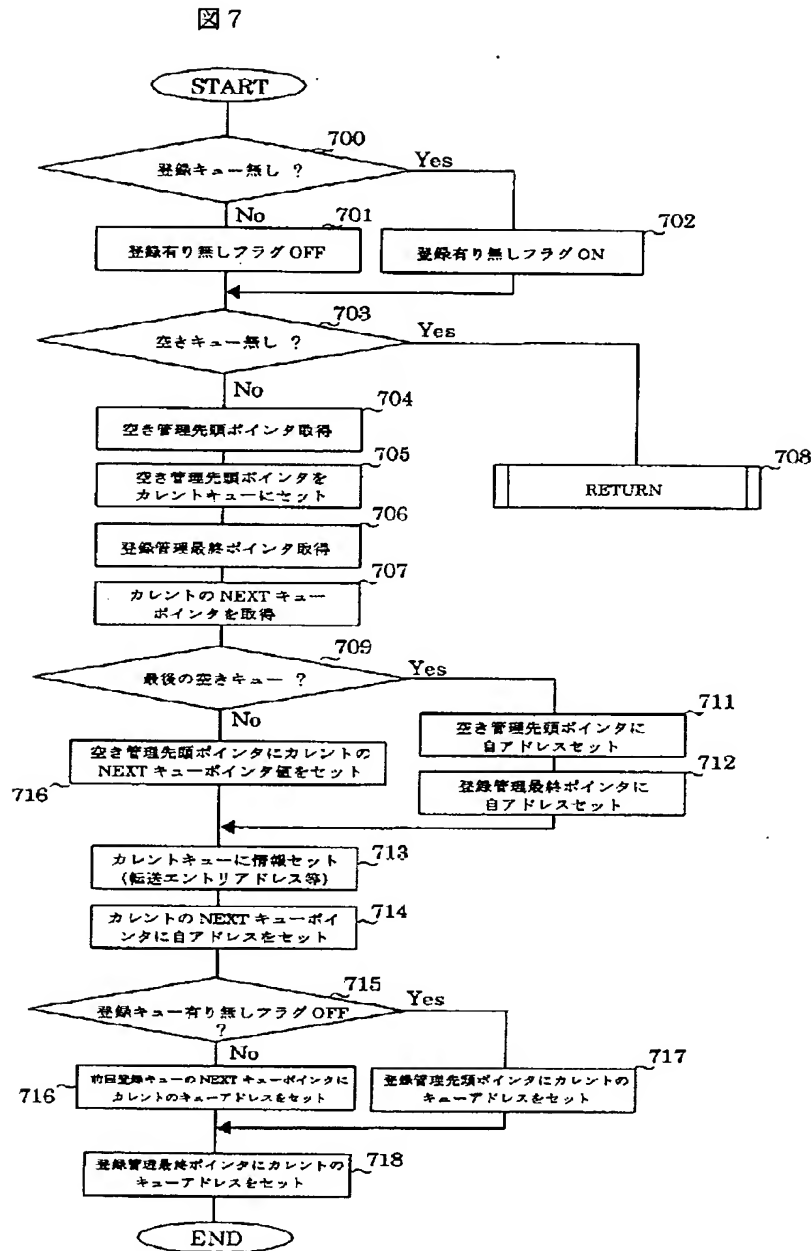 図7
START
700
登録キュー無し ?
Yes
No
701
登録有り無しフラグ OFF
702
登録有り無しフラグ ON
703
空きキュー無し ?
Yes
No
704
空き管理先頭ポインタ取得
705
空き管理先頭ポインタを
カレントキューにセット
708
RETURN
706
登録管理最終ポインタ取得
707
カレントの NEXT キュー
ポインタを取得
709
最後の空きキュー ?
Yes
No
711
空き管理先頭ポインタに
自アドレスセット
716
空き管理先頭ポインタにカレントの
NEXT キューポインタ値をセット
712
登録管理最終ポインタに
自アドレスセット
713
カレントキューに情報セット
(転送エントリアドレス等)
714
カレントの NEXT キューポイ
ンタに自アドレスをセット
715
登録キュー有り無しフラグ OFF
?
Yes
No
716
前回登録キューの NEXT キューポインタに
カレントのキューアドレスをセット
717
登録管理先頭ポインタにカレントの
キューアドレスをセット
718
登録管理最終ポインタにカレントの
キューアドレスをセット
END